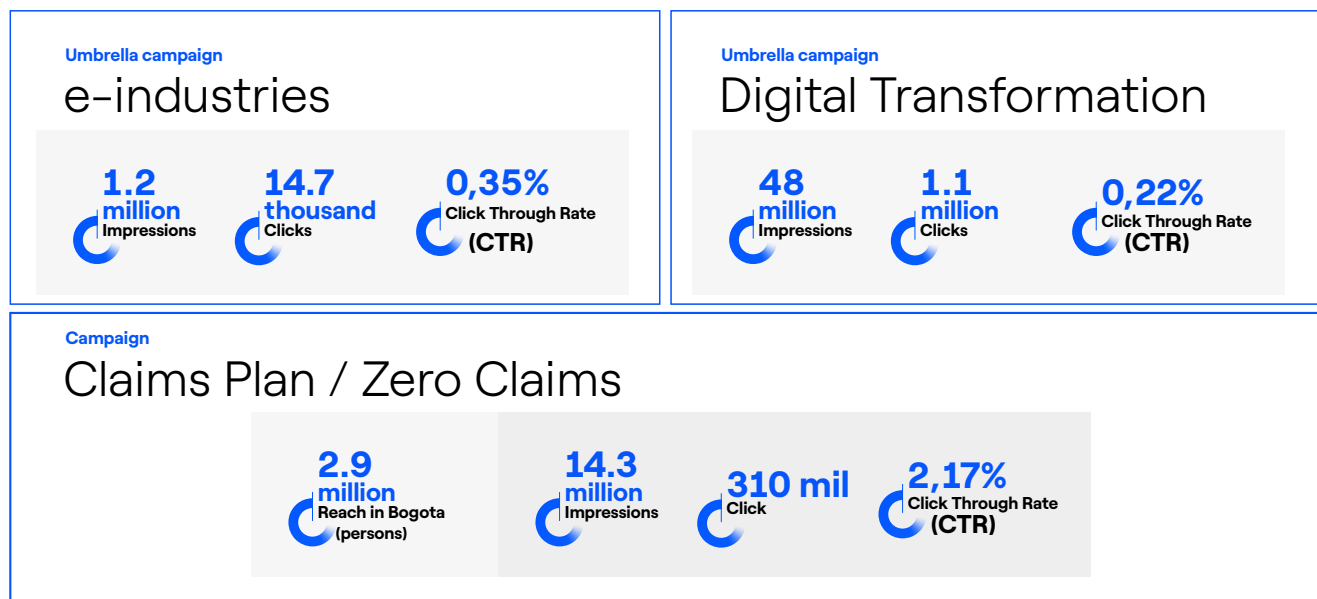 Umbrella campaign
e-industries
1.2
million
Impressions
14.7
thousand
Clicks
0,35%
Click Through Rate
(CTR)
Umbrella campaign
Digital Transformation
48
million
Impressions
1.1
million
Clicks
0,22%
Click Through Rate
(CTR)
Campaign
Claims Plan / Zero Claims
2.9
million
Reach in Bogota
(persons)
14.3
million
Impressions
310 mil
Click
2,17%
Click Through Rate
(CTR)